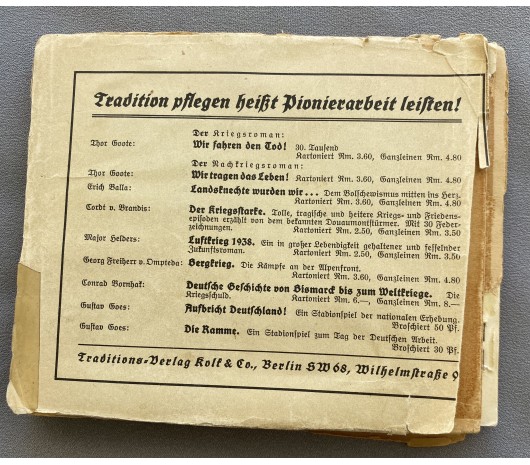 Tradition pflegen heißt Pionierarbeit leisten!
Der Kriegsroman:
Thor Goote: Wir fahren den Tod! 30. Tausend
Kartoniert Rm. 3.60, Ganzleinen Rm. 4.80
Der Nachkriegsroman:
Thor Goote: Wir tragen das Leben! Kartoniert Rm. 3.60, Ganzleinen Rm. 4.80
Erich Balla: Landsknechte wurden wir... Dem Bolschewismus mitten ins Herz.
Kartoniert Rm. 3.60, Ganzleinen Rm. 4.80
Cordt v. Brandis: Der Kriegsstarke. Tolle, tragische und heitere Kriegs- und Friedens-
episoden erzählt von dem bekannten Douaumontstürmer. Mit 30 Feder-
zeichnungen. Kartoniert Rm. 2.50, Ganzleinen Rm. 3.50
Major Helders: Luftkrieg 1938. Ein in großer Lebendigkeit gehaltener und fesselnder
Zukunftsroman. Kartoniert Rm. 2.50, Ganzleinen Rm. 3.50
Georg Freiherr v. Ompteda: Bergkrieg. Die Kämpfe an der Alpenfront.
Kartoniert Rm. 3.60, Ganzleinen Rm. 4.80
Conrad Bornhak: Deutsche Geschichte von Bismarck bis zum Weltkriege. Die
Kriegsschuld. Kartoniert Rm. 6.—, Ganzleinen Rm. 8.—
Gustav Goes: Aufbricht Deutschland! Ein Stadionspiel der nationalen Erhebung.
Broschiert 50 Pf.
Gustav Goes: Die Ramme. Ein Stadionspiel zum Tag der Deutschen Arbeit.
Broschiert 30 Pf.
Traditions-Verlag Kolk & Co., Berlin SW 68, Wilhelmstraße 9